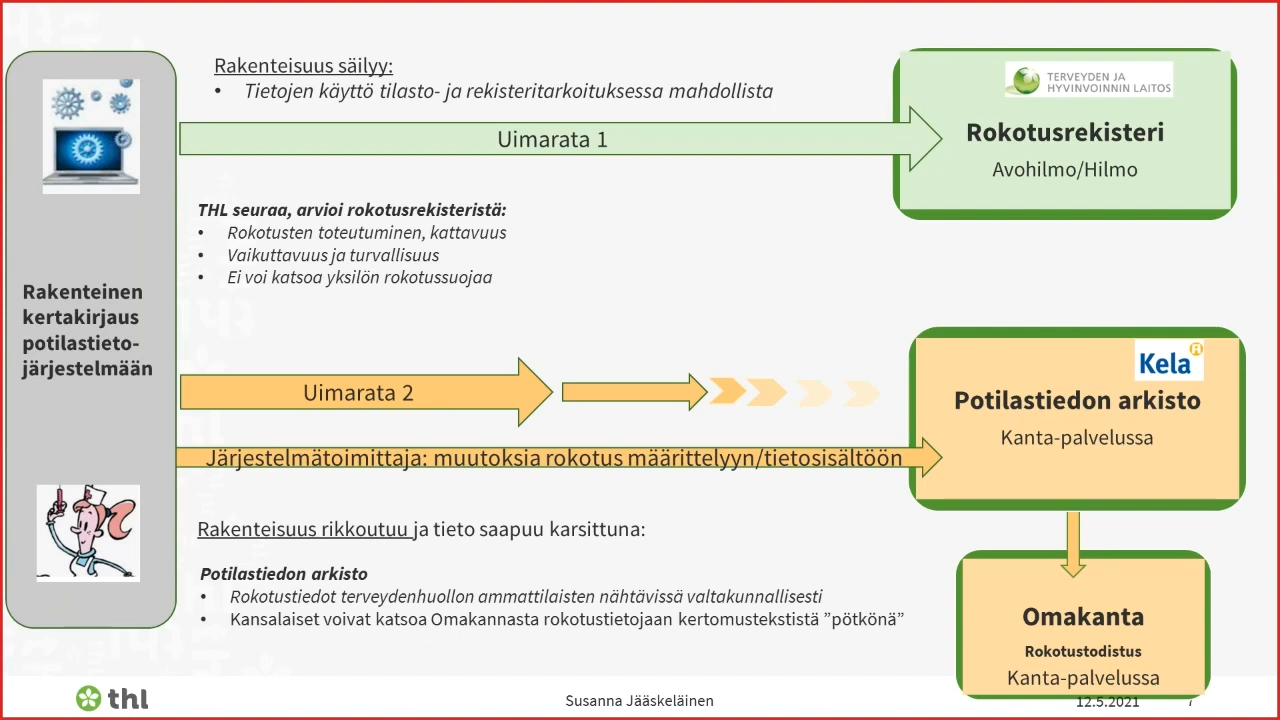 Rakenteisuus säilyy:
• Tietojen käyttö tilasto- ja rekisteritarkoituksessa mahdollista
TERVEYDEN JA
HYVINVOINNIN LAITOS
Uimarata 1
Rokotusrekisteri
Avohilmo/Hilmo
THL seuraa, arvioi rokotusrekisteristä:
• Rokotusten toteutuminen, kattavuus
• Vaikuttavuus ja turvallisuus
• Ei voi katsoa yksilön rokotussuojaa
Rakenteinen
kertakirjaus
potilastieto-
järjestelmään
Kela
Uimarata 2
Potilastiedon arkisto
Kanta-palvelussa
Järjestelmätoimittaja: muutoksia rokotus määrittelyyn/tietosisältöön
Rakenteisuus rikkoutuu ja tieto saapuu karsittuna:
Potilastiedon arkisto
• Rokotustiedot terveydenhuollon ammattilaisten nähtävissä valtakunnallisesti
• Kansalaiset voivat katsoa Omakannasta rokotustietojaan kertomustekstistä ”pötkönä”
Omakanta
Rokotustodistus
Kanta-palvelussa
thl
Susanna Jääskeläinen
12.5.2021
7